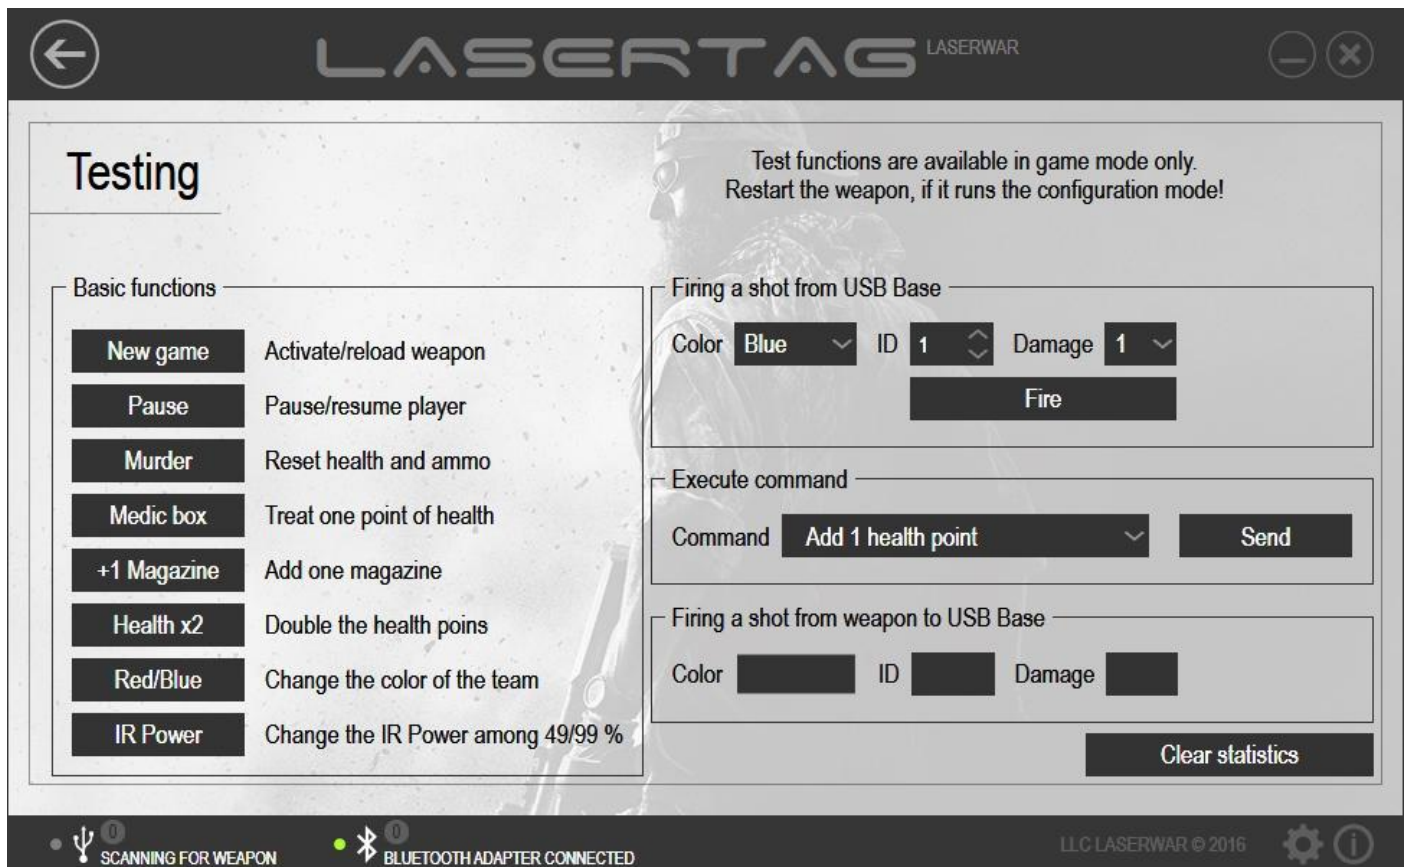 LASERTAG LASERWAR
Testing
Test functions are available in game mode only.
Restart the weapon, if it runs the configuration mode!
Basic functions
New game Activate/reload weapon
Pause Pause/resume player
Murder Reset health and ammo
Medic box Treat one point of health
+1 Magazine Add one magazine
Health x2 Double the health poins
Red/Blue Change the color of the team
IR Power Change the IR Power among 49/99 %
Firing a shot from USB Base
Color Blue ID 1 Damage 1
Fire
Execute command
Command Add 1 health point Send
Firing a shot from weapon to USB Base
Color ID Damage
Clear statistics
0 SCANNING FOR WEAPON
0 BLUETOOTH ADAPTER CONNECTED
LLC LASERWAR © 2016